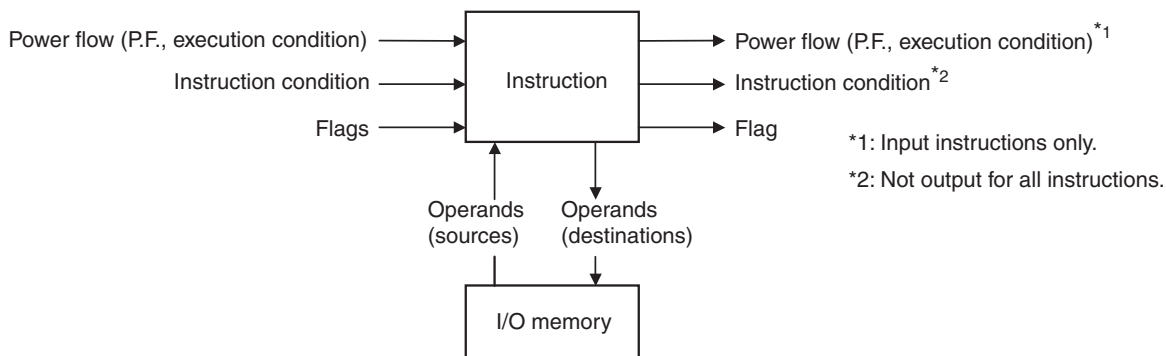 Power flow (P.F., execution condition)
Instruction condition
Flags
Instruction
Power flow (P.F., execution condition)*1
Instruction condition*2
Flag
*1: Input instructions only.
*2: Not output for all instructions.
Operands
(sources)
Operands
(destinations)
I/O memory